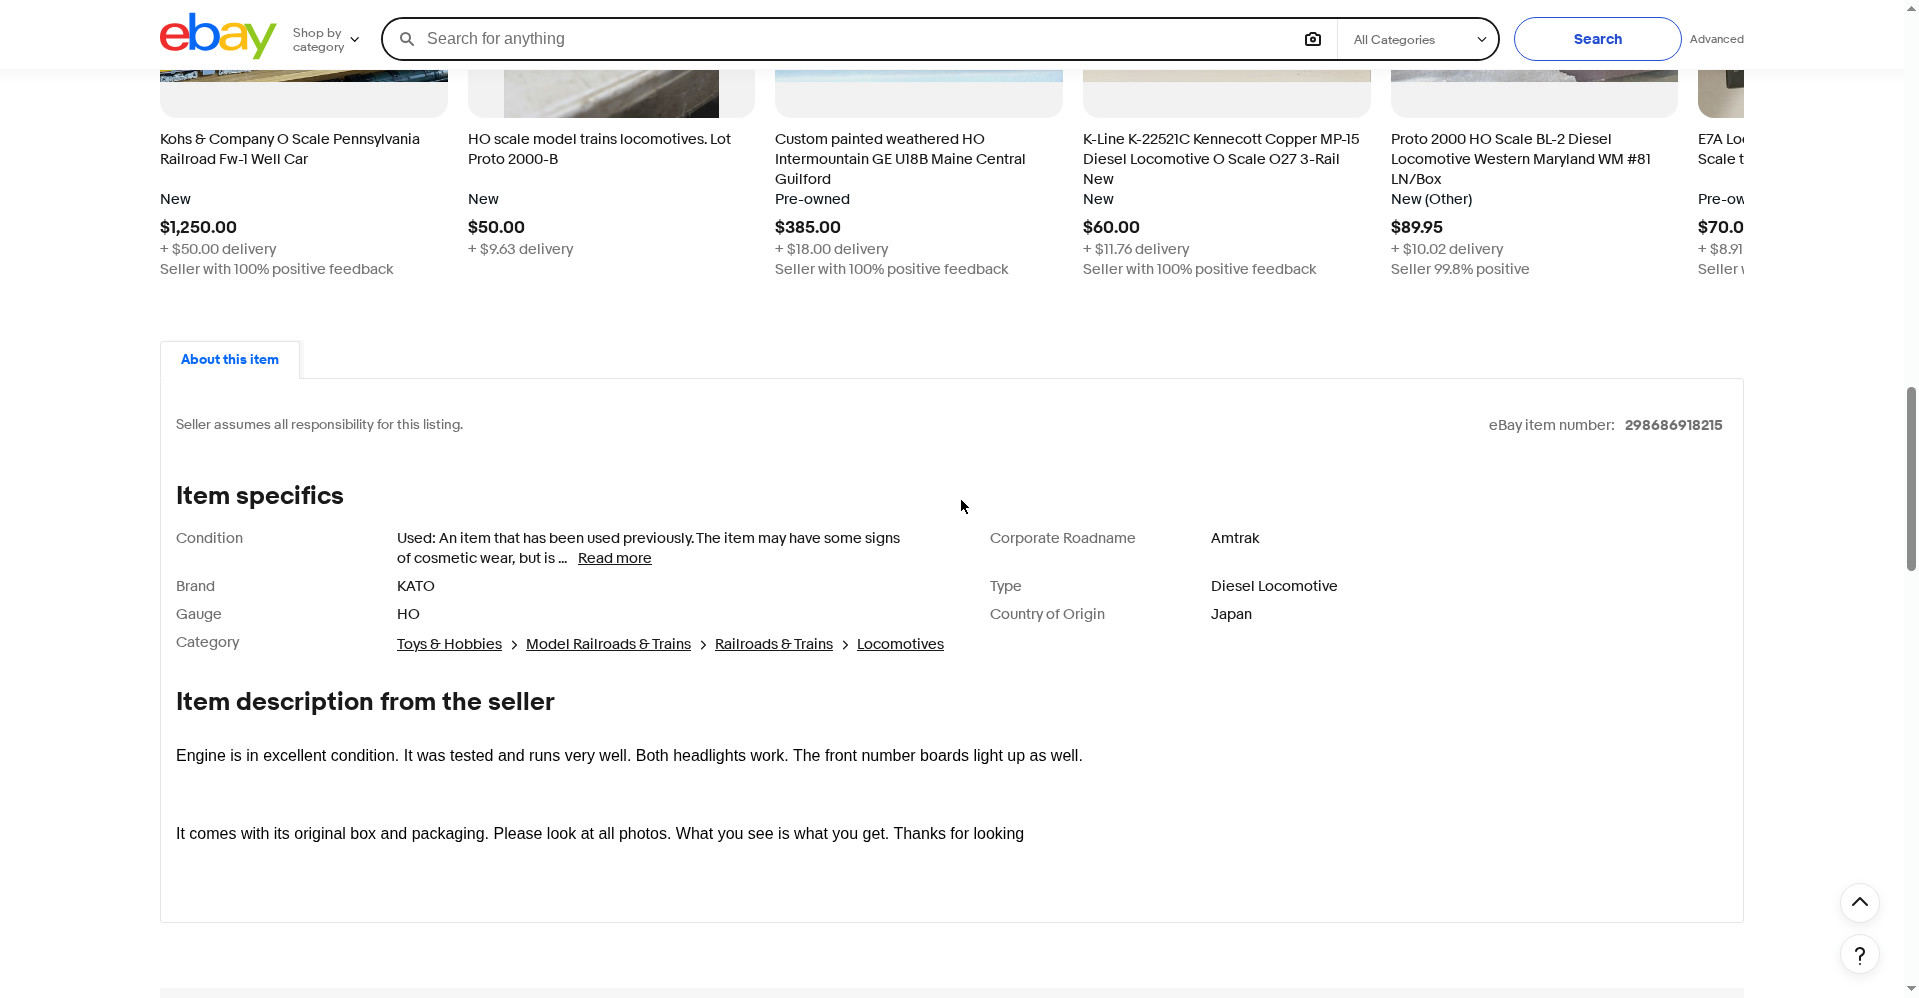 ebay
Shop by
category
Search for anything
All Categories
Search
Advanced
Kohs & Company O Scale Pennsylvania
Railroad Fw-1 Well Car
New
$1,250.00
+ $50.00 delivery
Seller with 100% positive feedback
HO scale model trains locomotives. Lot
Proto 2000-B
New
$50.00
+ $9.63 delivery
Custom painted weathered HO
Intermountain GE U18B Maine Central
Guilford
Pre-owned
$385.00
+ $18.00 delivery
Seller with 100% positive feedback
K-Line K-22521C Kennecott Copper MP-15
Diesel Locomotive O Scale O27 3-Rail
New
New
$60.00
+ $11.76 delivery
Seller with 100% positive feedback
Proto 2000 HO Scale BL-2 Diesel
Locomotive Western Maryland WM #81
LN/Box
New (Other)
$89.95
+ $10.02 delivery
Seller 99.8% positive
E7A Loc
Scale t
Pre-ow
$70.0
+ $8.91
Seller
About this item
Seller assumes all responsibility for this listing.
eBay item number: 298686918215
Item specifics
Condition
Used: An item that has been used previously. The item may have some signs
of cosmetic wear, but is ... Read more
Corporate Roadname
Amtrak
Brand
KATO
Type
Diesel Locomotive
Gauge
HO
Country of Origin
Japan
Category
Toys & Hobbies > Model Railroads & Trains > Railroads & Trains > Locomotives
Item description from the seller
Engine is in excellent condition. It was tested and runs very well. Both headlights work. The front number boards light up as well.
It comes with its original box and packaging. Please look at all photos. What you see is what you get. Thanks for looking
?